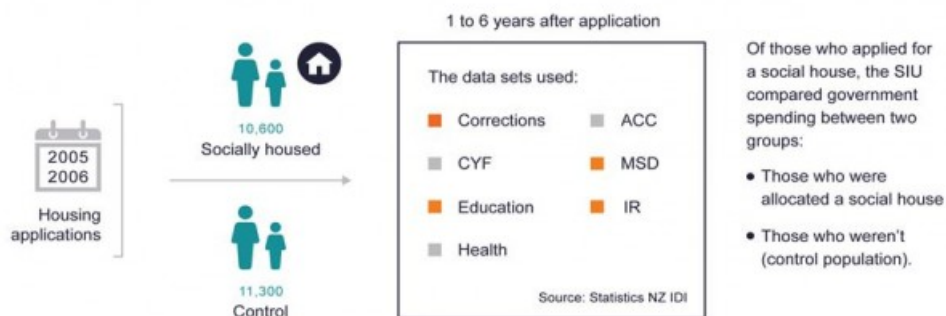 2005
2006
Housing
applications
10,600
Socially housed
11,300
Control
1 to 6 years after application
The data sets used:
Corrections
ACC
CYF
MSD
Education
IR
Health
Source: Statistics NZ IDI
Of those who applied for
a social house, the SIU
compared government
spending between two
groups:
• Those who were
allocated a social house
• Those who weren't
(control population).